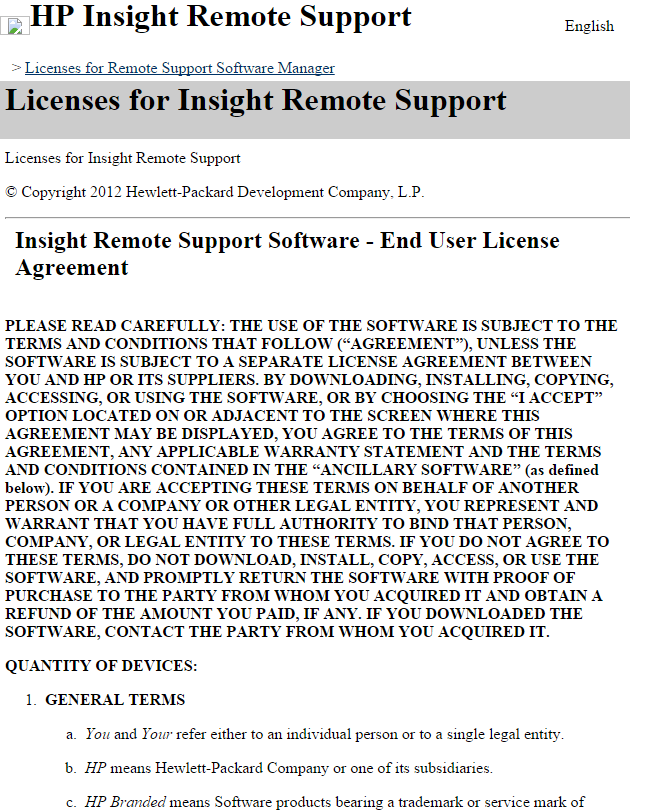 HP Insight Remote Support
English
> Licenses for Remote Support Software Manager
Licenses for Insight Remote Support
Licenses for Insight Remote Support
© Copyright 2012 Hewlett-Packard Development Company, L.P.
Insight Remote Support Software - End User License
Agreement
PLEASE READ CAREFULLY: THE USE OF THE SOFTWARE IS SUBJECT TO THE
TERMS AND CONDITIONS THAT FOLLOW (“AGREEMENT”), UNLESS THE
SOFTWARE IS SUBJECT TO A SEPARATE LICENSE AGREEMENT BETWEEN
YOU AND HP OR ITS SUPPLIERS. BY DOWNLOADING, INSTALLING, COPYING,
ACCESSING, OR USING THE SOFTWARE, OR BY CHOOSING THE “I ACCEPT”
OPTION LOCATED ON OR ADJACENT TO THE SCREEN WHERE THIS
AGREEMENT MAY BE DISPLAYED, YOU AGREE TO THE TERMS OF THIS
AGREEMENT, ANY APPLICABLE WARRANTY STATEMENT AND THE TERMS
AND CONDITIONS CONTAINED IN THE “ANCILLARY SOFTWARE” (as defined
below). IF YOU ARE ACCEPTING THESE TERMS ON BEHALF OF ANOTHER
PERSON OR A COMPANY OR OTHER LEGAL ENTITY, YOU REPRESENT AND
WARRANT THAT YOU HAVE FULL AUTHORITY TO BIND THAT PERSON,
COMPANY, OR LEGAL ENTITY TO THESE TERMS. IF YOU DO NOT AGREE TO
THESE TERMS, DO NOT DOWNLOAD, INSTALL, COPY, ACCESS, OR USE THE
SOFTWARE, AND PROMPTLY RETURN THE SOFTWARE WITH PROOF OF
PURCHASE TO THE PARTY FROM WHOM YOU ACQUIRED IT AND OBTAIN A
REFUND OF THE AMOUNT YOU PAID, IF ANY. IF YOU DOWNLOADED THE
SOFTWARE, CONTACT THE PARTY FROM WHOM YOU ACQUIRED IT.
QUANTITY OF DEVICES:
1. GENERAL TERMS
a. You and Your refer either to an individual person or to a single legal entity.
b. HP means Hewlett-Packard Company or one of its subsidiaries.
c. HP Branded means Software products bearing a trademark or service mark of